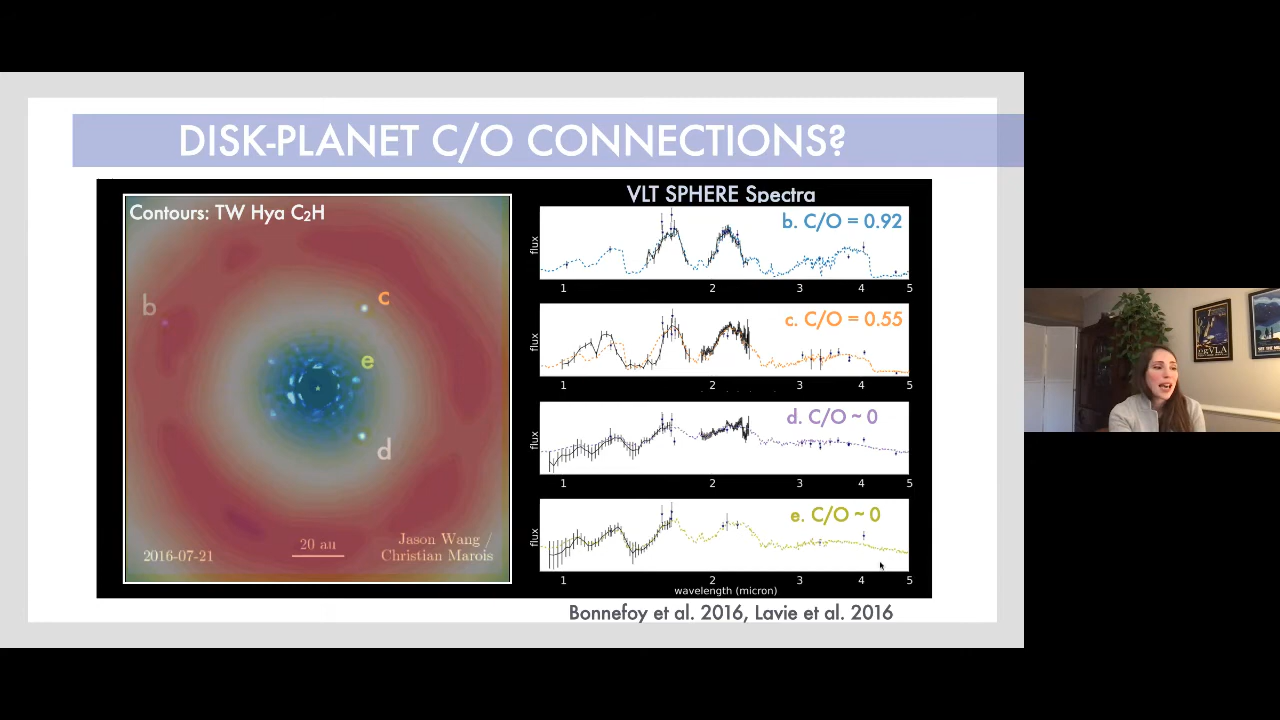 DISK-PLANET C/O CONNECTIONS?
Contours: TW Hya C₂H
b
c
e
d
2016-07-21
20 au
Jason Wang /
Christian Marois
VLT SPHERE Spectra
b. C/O = 0.92
flux
1 2 3 4 5
c. C/O = 0.55
flux
1 2 3 4 5
d. C/O ~ 0
flux
1 2 3 4 5
e. C/O ~ 0
flux
1 2 3 4 5
wavelength (micron)
Bonnefoy et al. 2016, Lavie et al. 2016
VLA